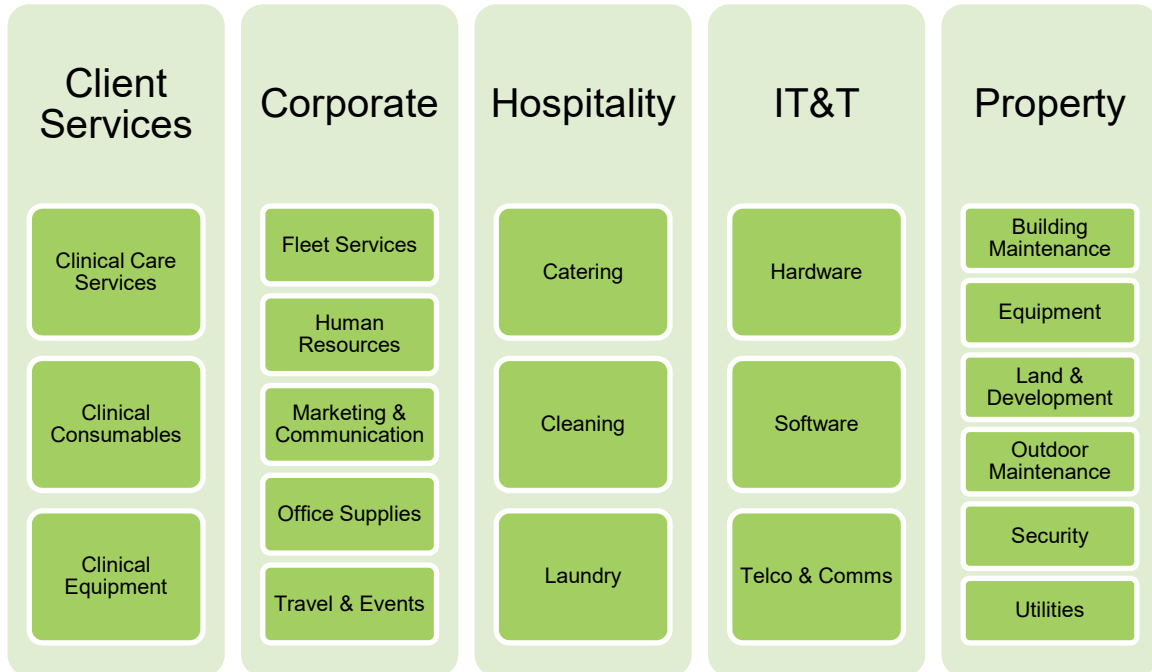 Client
Services
Clinical Care
Services
Clinical
Consumables
Clinical
Equipment
Corporate
Fleet Services
Human
Resources
Marketing &
Communication
Office Supplies
Travel & Events
Hospitality
Catering
Cleaning
Laundry
IT&T
Hardware
Software
Telco & Comms
Property
Building
Maintenance
Equipment
Land &
Development
Outdoor
Maintenance
Security
Utilities